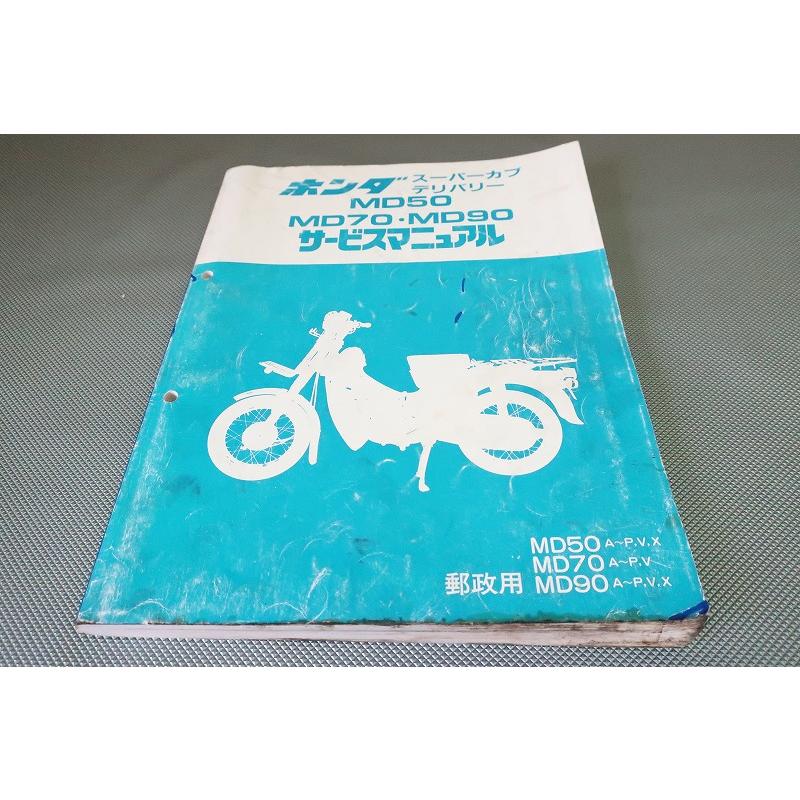 ホンダ スーパーカブ
デリバリー
MD50
MD70・MD90
サービスマニュアル
MD50 A~P,V,X
MD70 A~P,V
郵政用 MD90 A~P,V,X